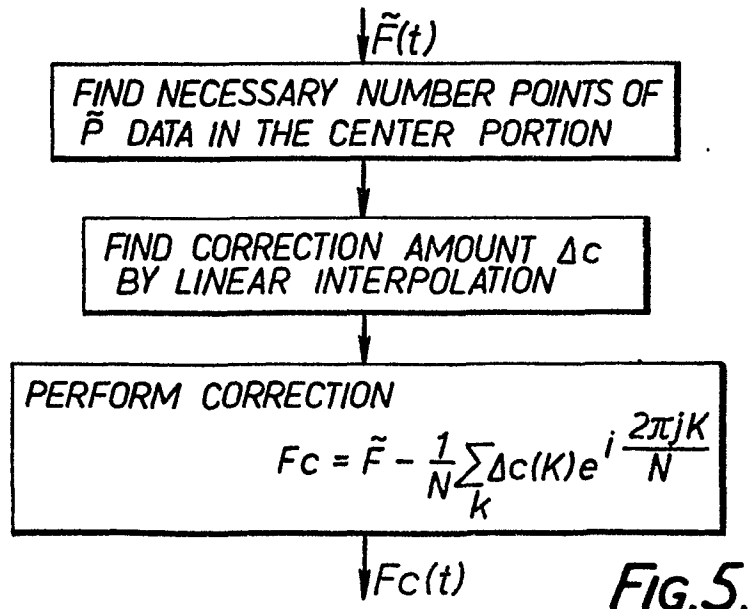 F̃(t)
FIND NECESSARY NUMBER POINTS OF
P̃ DATA IN THE CENTER PORTION
FIND CORRECTION AMOUNT Δc
BY LINEAR INTERPOLATION
PERFORM CORRECTION
Fc = F̃ - 1/N ∑k Δc(K)e^{i 2πjK/N}
Fc(t)
FIG.5.